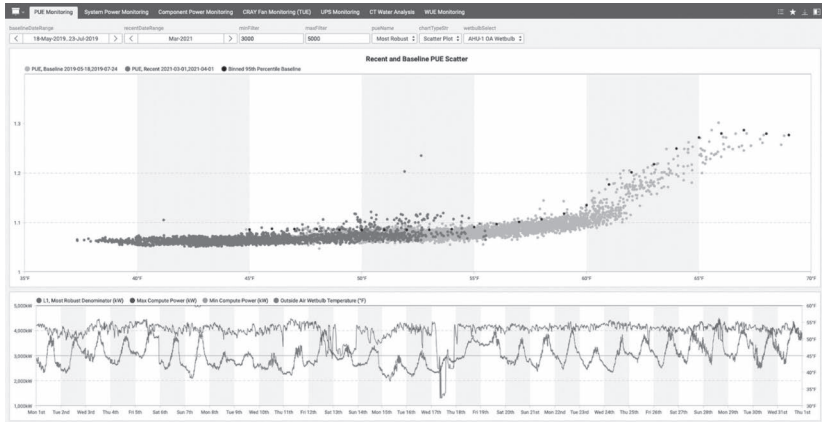 PUE Monitoring System Power Monitoring Component Power Monitoring CRAY Fan Monitoring (TUE) UPS Monitoring CT Water Analysis WUE Monitoring
baselineDateRange recentDateRange minFilter maxFilter pueName chartTypeStr wetbulbSelect
18-May-2019..23-Jul-2019 Mar-2021 3000 5000 Most Robust Scatter Plot AHU-1 OA Wetbulb
Recent and Baseline PUE Scatter
PUE, Baseline 2019-05-18,2019-07-24 PUE, Recent 2021-03-01,2021-04-01 Binned 95th Percentile Baseline
1.3
1.2
1.1
1
35°F 40°F 45°F 50°F 55°F 60°F 65°F 70°F
L1, Most Robust Denominator (kW) Max Compute Power (kW) Min Compute Power (kW) Outside Air Wetbulb Temperature (°F)
5,000kW 60°F
55°F
4,000kW 50°F
45°F
3,000kW 40°F
2,000kW
35°F
1,000kW 30°F
Mon 1st Tue 2nd Wed 3rd Thu 4th Fri 5th Sat 6th Sun 7th Mon 8th Tue 9th Wed 10th Thu 11th Fri 12th Sat 13th Sun 14th Mon 15th Tue 16th Wed 17th Thu 18th Fri 19th Sat 20th Sun 21st Mon 22nd Tue 23rd Wed 24th Thu 25th Fri 26th Sat 27th Sun 28th Mon 29th Tue 30th Wed 31st Thu 1st